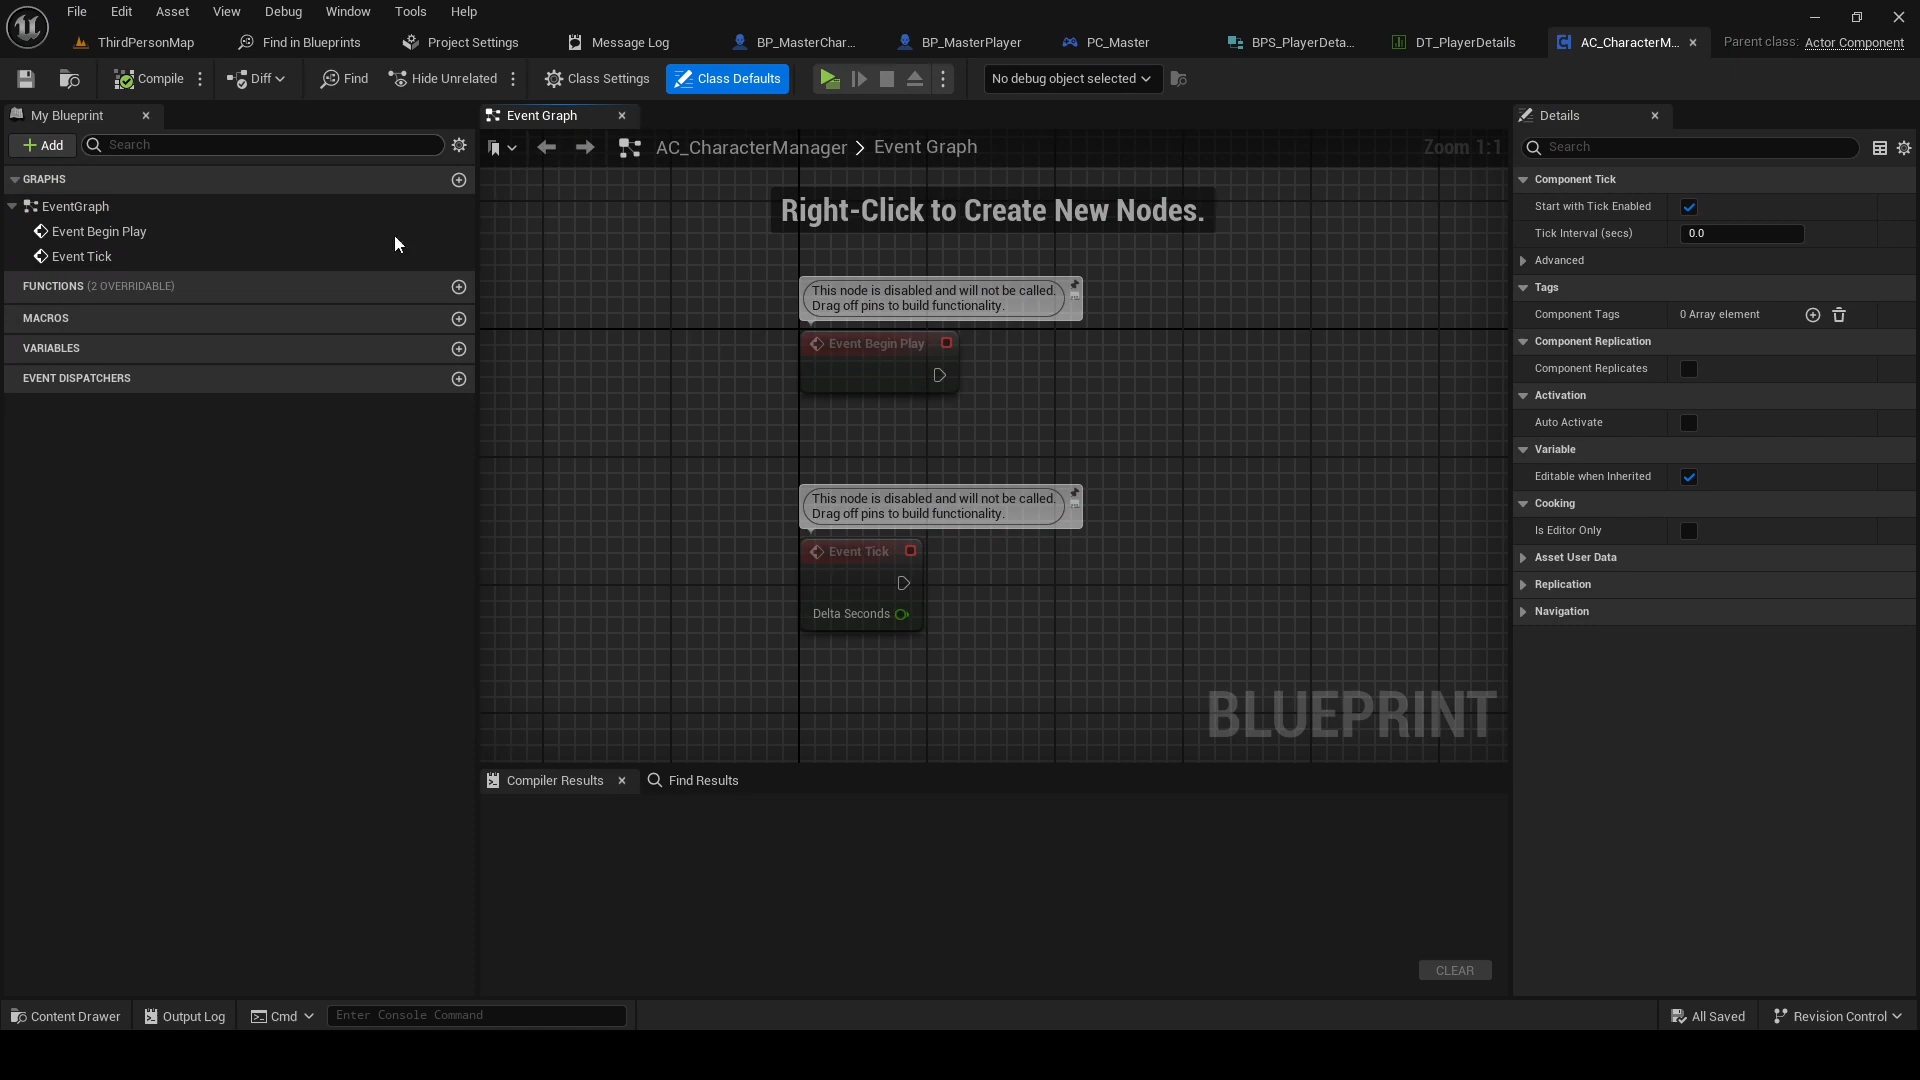 File Edit Asset View Debug Window Tools Help
ThirdPersonMap Find in Blueprints Project Settings Message Log BP_MasterChar... BP_MasterPlayer PC_Master BPS_PlayerDeta... DT_PlayerDetails AC_CharacterM... Parent class: Actor Component
Compile Diff Find Hide Unrelated Class Settings Class Defaults No debug object selected
My Blueprint
Add Search
GRAPHS
EventGraph
Event Begin Play
Event Tick
FUNCTIONS (2 OVERRIDABLE)
MACROS
VARIABLES
EVENT DISPATCHERS
Event Graph
AC_CharacterManager > Event Graph Zoom 1:1
Right-Click to Create New Nodes.
This node is disabled and will not be called.
Drag off pins to build functionality.
Event Begin Play
This node is disabled and will not be called.
Drag off pins to build functionality.
Event Tick
Delta Seconds
BLUEPRINT
Compiler Results Find Results
CLEAR
Details
Search
Component Tick
Start with Tick Enabled
Tick Interval (secs) 0.0
Advanced
Tags
Component Tags 0 Array element
Component Replication
Component Replicates
Activation
Auto Activate
Variable
Editable when Inherited
Cooking
Is Editor Only
Asset User Data
Replication
Navigation
Content Drawer Output Log Cmd Enter Console Command All Saved Revision Control